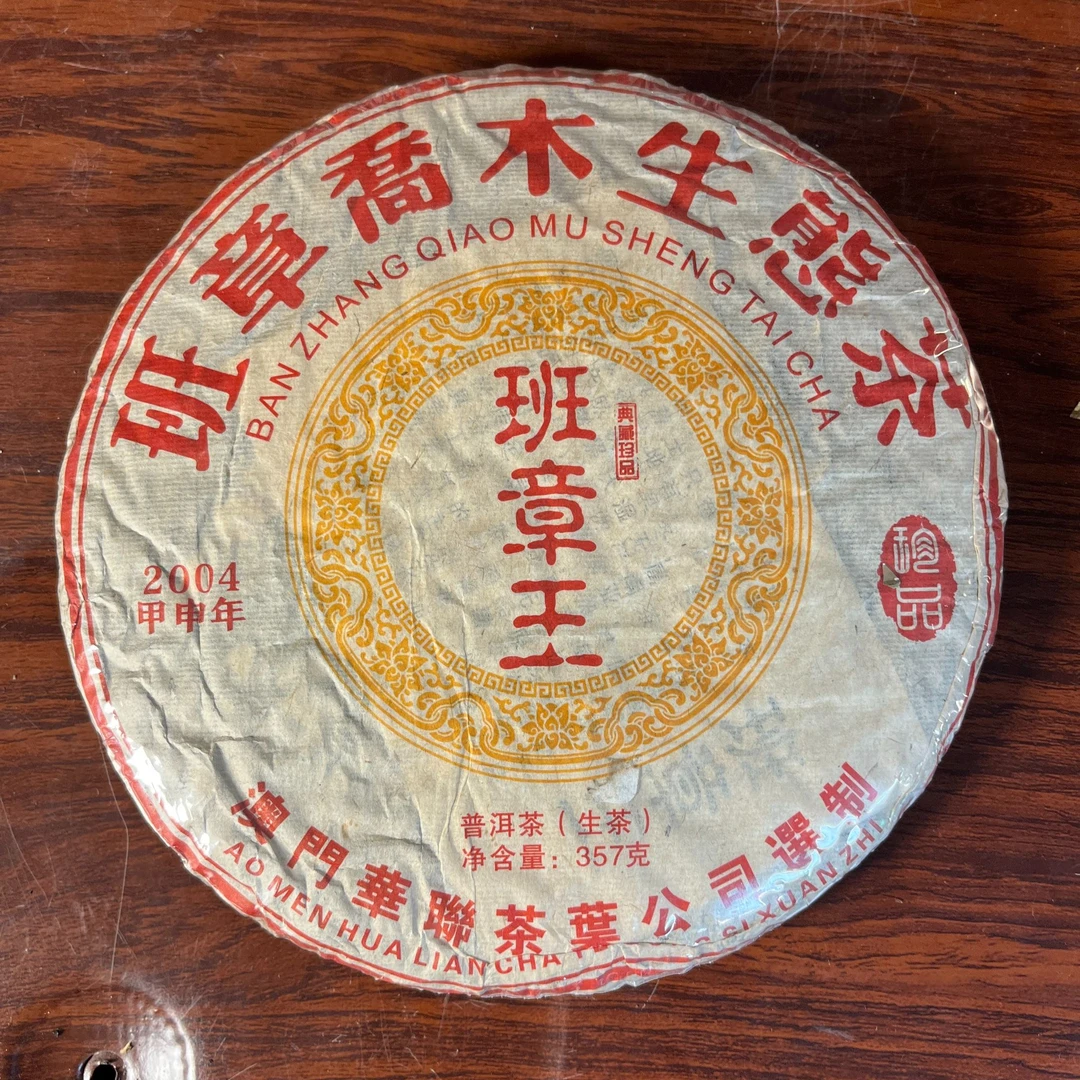 班章喬木生態茶
BAN ZHANG QIAO MU SHENG TAI CHA
班章王
典藏珍品
2004
甲申年
珍品
普洱茶（生茶）
净含量：357克
澳門華聯茶葉公司選制
AO MEN HUA LIAN CHA SI XUAN ZHI